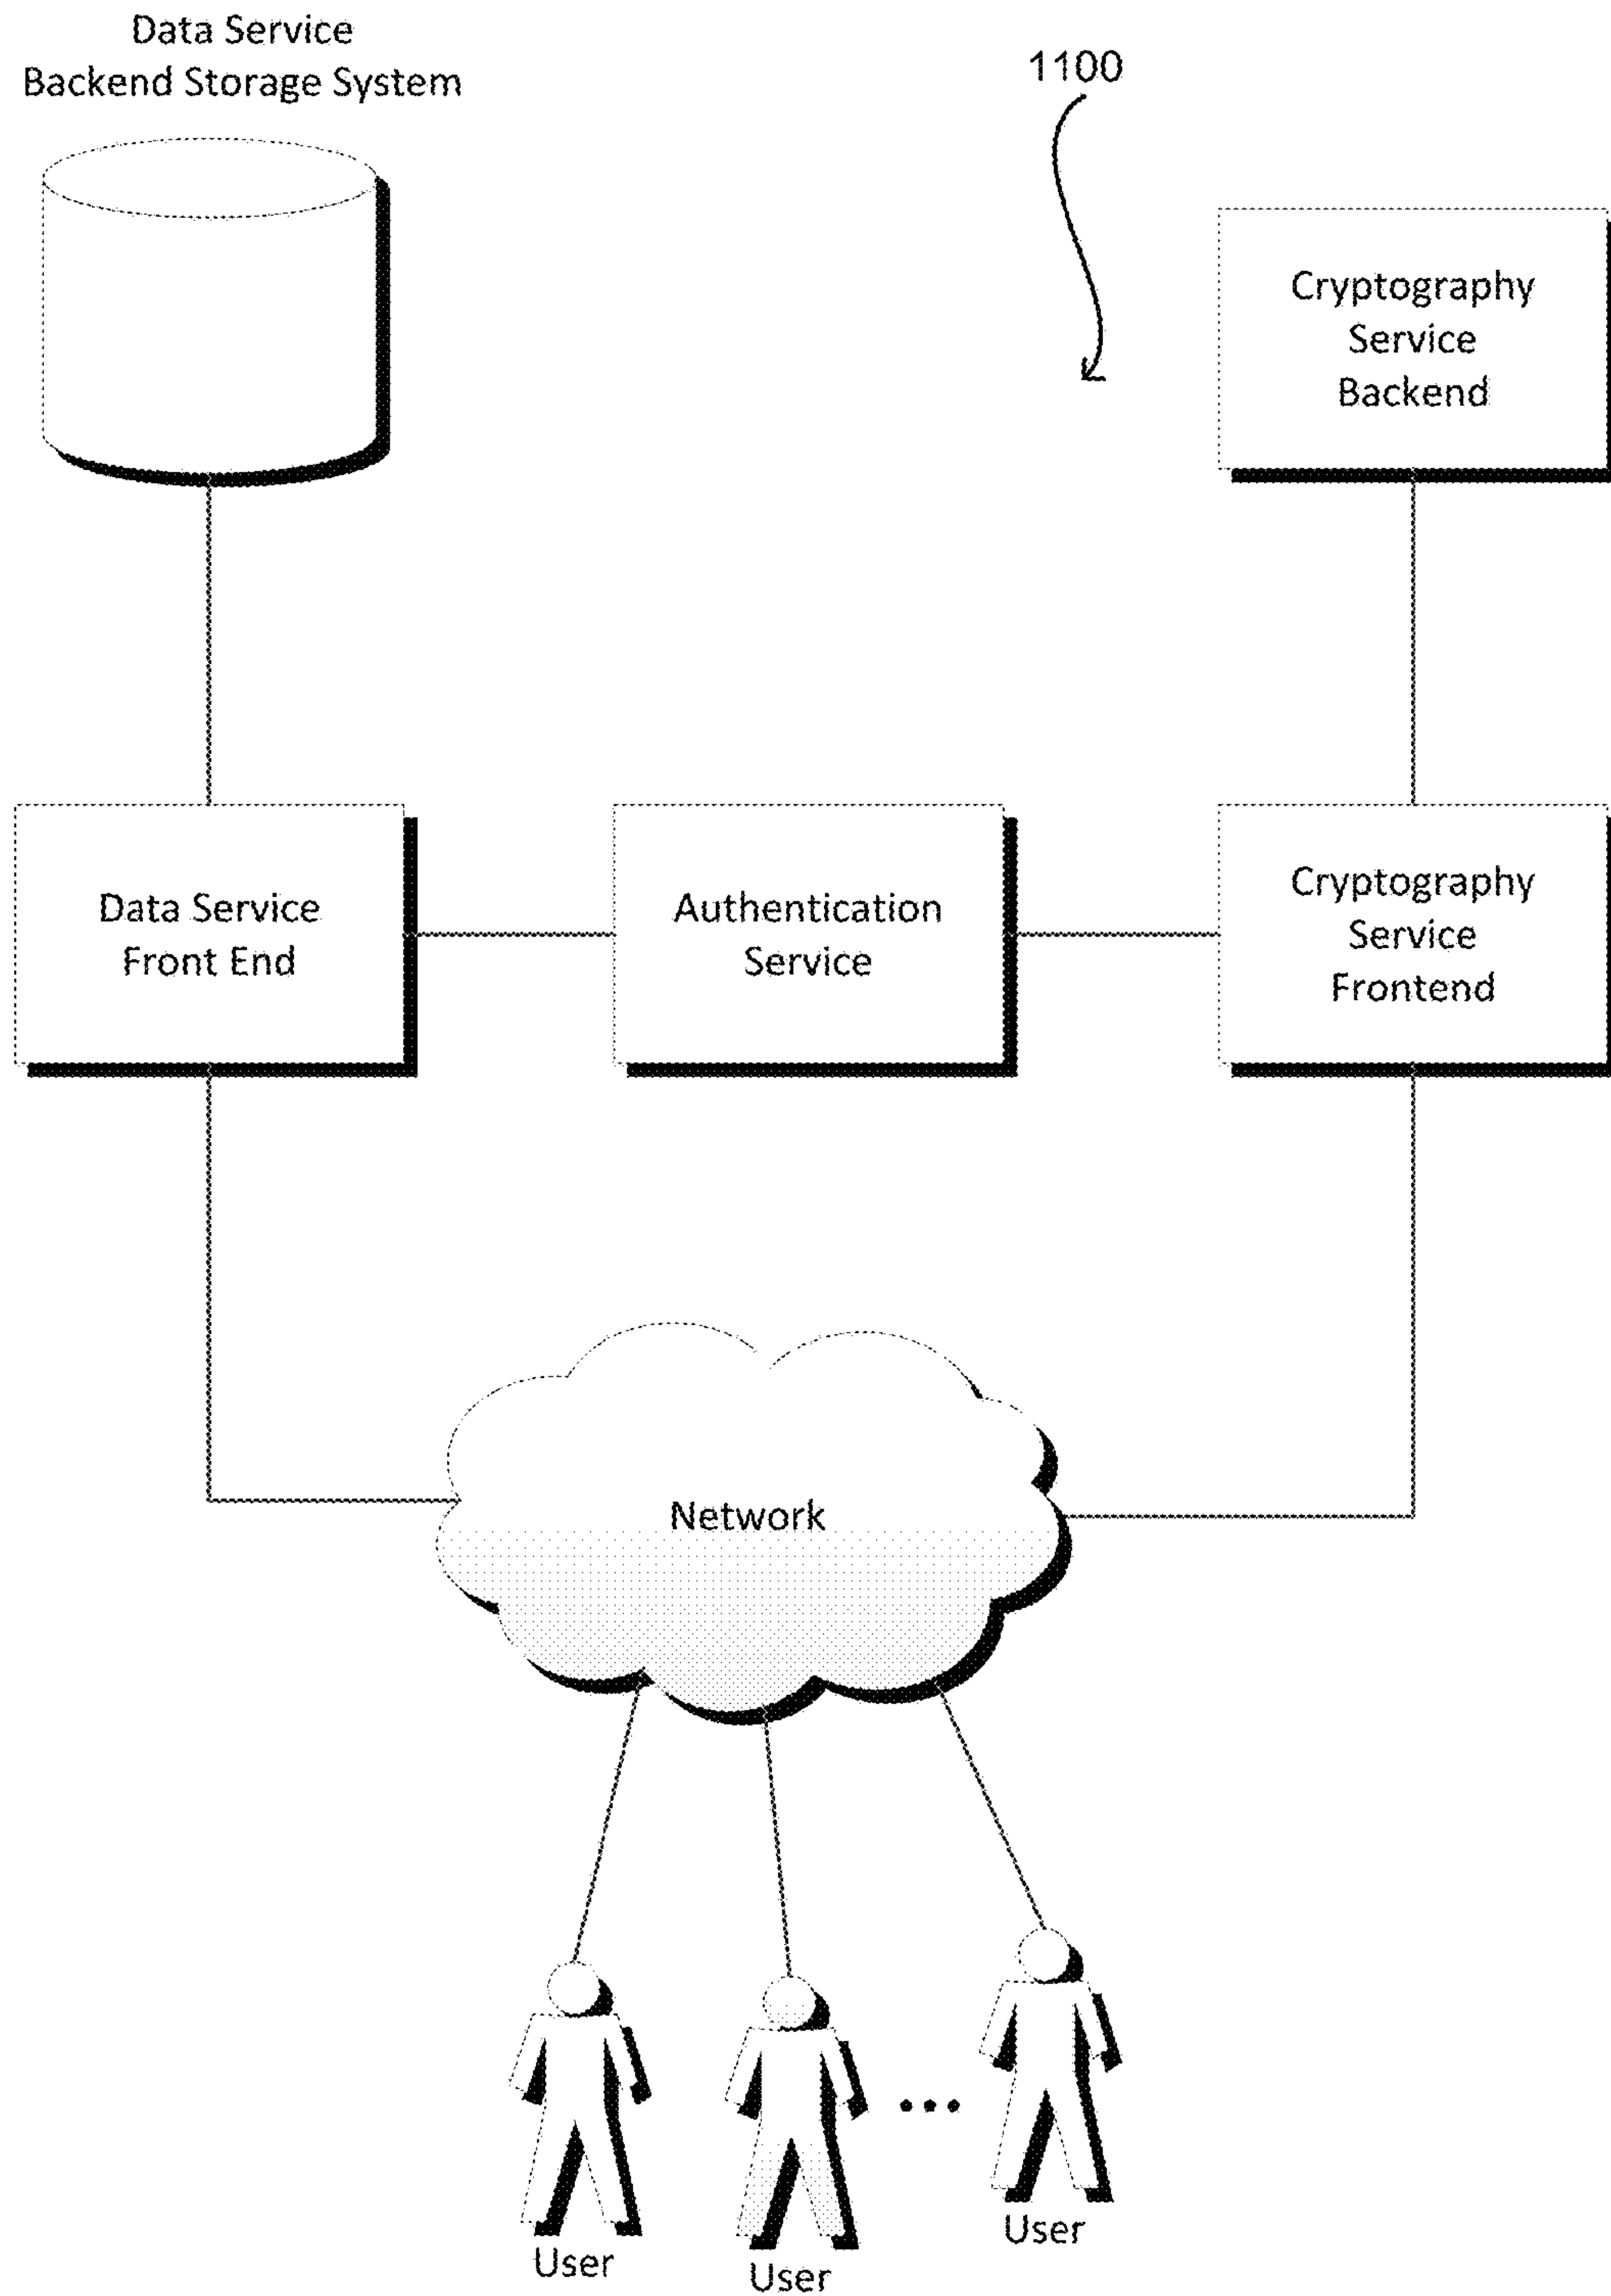 Data Service
Backend Storage System
1100
Cryptography
Service
Backend
Data Service
Front End
Authentication
Service
Cryptography
Service
Frontend
Network
User
User
User